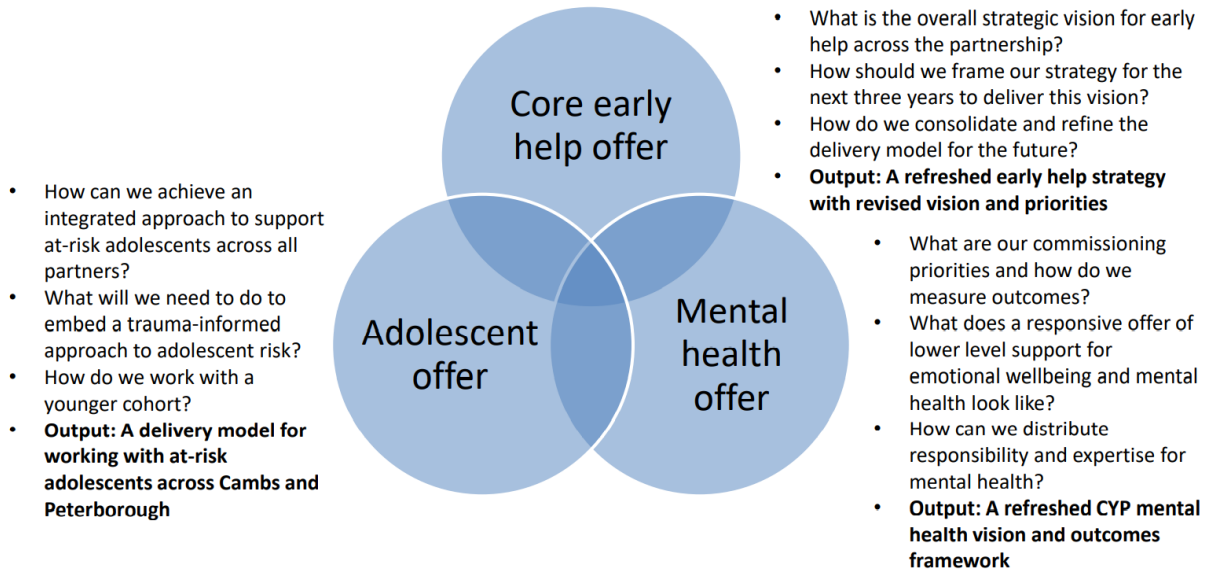 Core early
help offer
• What is the overall strategic vision for early
help across the partnership?
• How should we frame our strategy for the
next three years to deliver this vision?
• How do we consolidate and refine the
delivery model for the future?
• Output: A refreshed early help strategy
with revised vision and priorities
• How can we achieve an
integrated approach to support
at-risk adolescents across all
partners?
• What will we need to do to
embed a trauma-informed
approach to adolescent risk?
• How do we work with a
younger cohort?
• Output: A delivery model for
working with at-risk
adolescents across Cambs and
Peterborough
Adolescent
offer
Mental
health
offer
• What are our commissioning
priorities and how do we
measure outcomes?
• What does a responsive offer of
lower level support for
emotional wellbeing and mental
health look like?
• How can we distribute
responsibility and expertise for
mental health?
• Output: A refreshed CYP mental
health vision and outcomes
framework